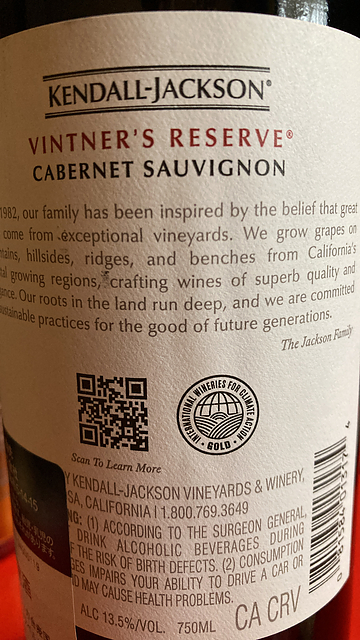 KENDALL-JACKSON®
VINTNER'S RESERVE®
CABERNET SAUVIGNON
1982, our family has been inspired by the belief that great
come from exceptional vineyards. We grow grapes on
hillsides, ridges, and benches from California's
growing regions, crafting wines of superb quality and
Our roots in the land run deep, and we are committed
practices for the good of future generations.
The Jackson Family
INTERNATIONAL WINERIES FOR CLIMATE ACTION
• GOLD •
Scan To Learn More
KENDALL-JACKSON VINEYARDS & WINERY,
CALIFORNIA | 1.800.769.3649
(1) ACCORDING TO THE SURGEON GENERAL,
DRINK ALCOHOLIC BEVERAGES DURING
THE RISK OF BIRTH DEFECTS. (2) CONSUMPTION
IMPAIRS YOUR ABILITY TO DRIVE A CAR OR
MAY CAUSE HEALTH PROBLEMS.
ALC 13.5%/VOL. 750ML CA CRV